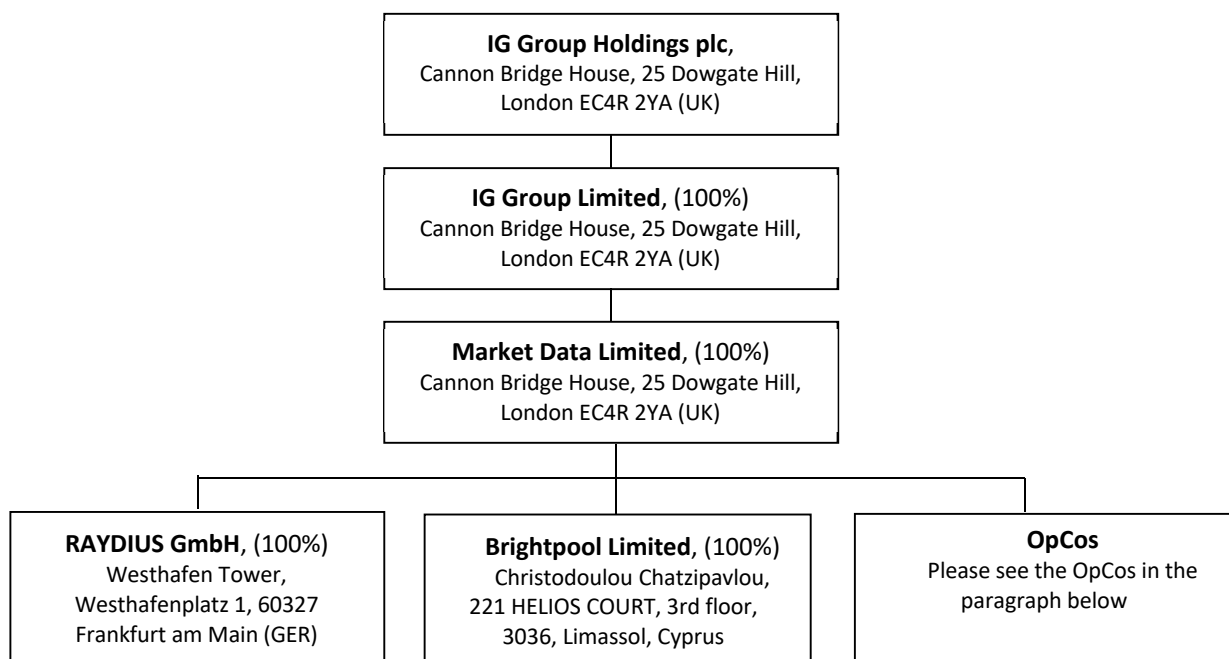 IG Group Holdings plc,
Cannon Bridge House, 25 Dowgate Hill,
London EC4R 2YA (UK)
IG Group Limited, (100%)
Cannon Bridge House, 25 Dowgate Hill,
London EC4R 2YA (UK)
Market Data Limited, (100%)
Cannon Bridge House, 25 Dowgate Hill,
London EC4R 2YA (UK)
RAYDIUS GmbH, (100%)
Westhafen Tower,
Westhafenplatz 1, 60327
Frankfurt am Main (GER)
Brightpool Limited, (100%)
Christodoulou Chatzipavlou,
221 HELIOS COURT, 3rd floor,
3036, Limassol, Cyprus
OpCos
Please see the OpCos in the
paragraph below